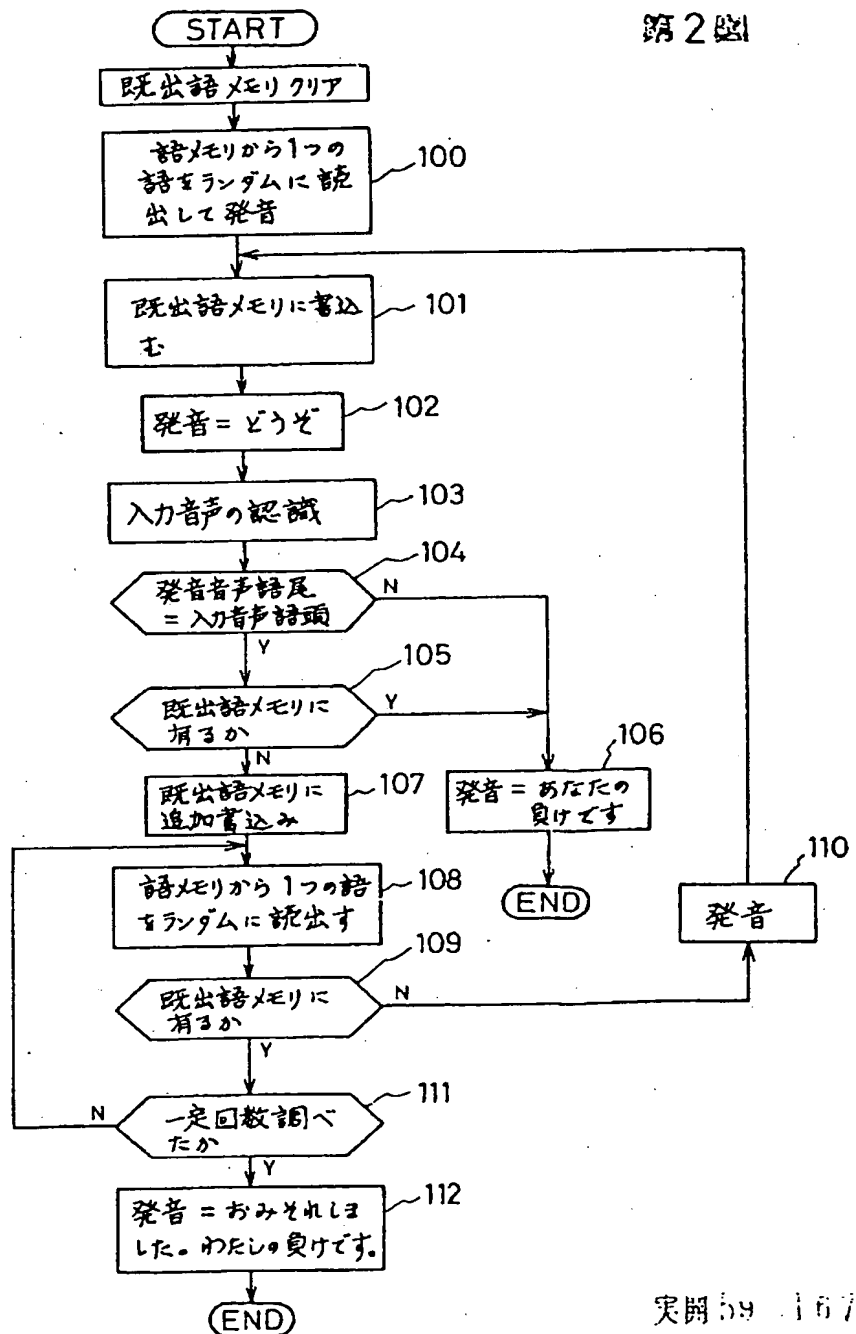 START
第2図
既出語メモリクリア
語メモリから1つの
語をランダムに読
出して発音
100
既出語メモリに書込
む
101
発音=どうぞ
102
入力音声の認識
103
発音音声語尾
=入力音声語頭
104
N
Y
既出語メモリに
有るか
105
Y
N
発音=あなたの
負けです
106
END
既出語メモリに
追加書込み
107
語メモリから1つの語
をランダムに読出す
108
発音
110
既出語メモリに
有るか
109
N
Y
一定回数調べ
たか
111
N
Y
発音=おみそれしま
した。わたしの負けです。
112
END
実開59 167